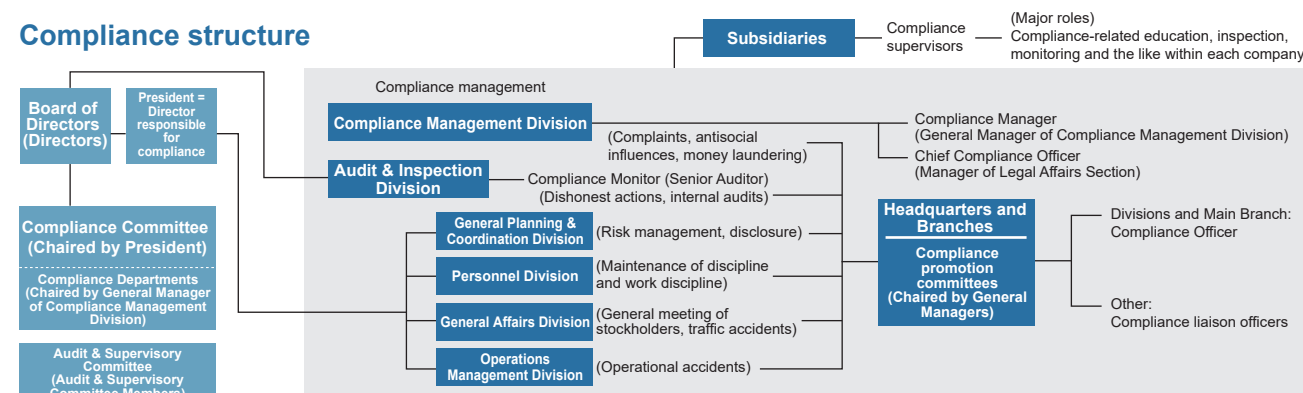 Compliance structure
Subsidiaries
Compliance
supervisors
(Major roles)
Compliance-related education, inspection,
monitoring and the like within each company
Board of
Directors
(Directors)
President =
Director
responsible
for
compliance
Compliance Committee
(Chaired by President)
Compliance Departments
(Chaired by General Manager
of Compliance Management
Division)
Audit & Supervisory
Committee
(Audit & Supervisory
Committee Members)
Compliance management
Compliance Management Division
(Complaints, antisocial
influences, money laundering)
Compliance Manager
(General Manager of Compliance Management Division)
Chief Compliance Officer
(Manager of Legal Affairs Section)
Audit & Inspection
Division
Compliance Monitor (Senior Auditor)
(Dishonest actions, internal audits)
General Planning &
Coordination Division
(Risk management, disclosure)
Personnel Division
(Maintenance of discipline
and work discipline)
General Affairs Division
(General meeting of
stockholders, traffic accidents)
Operations
Management Division
(Operational accidents)
Headquarters and
Branches
Compliance
promotion
committees
(Chaired by General
Managers)
Divisions and Main Branch:
Compliance Officer
Other:
Compliance liaison officers